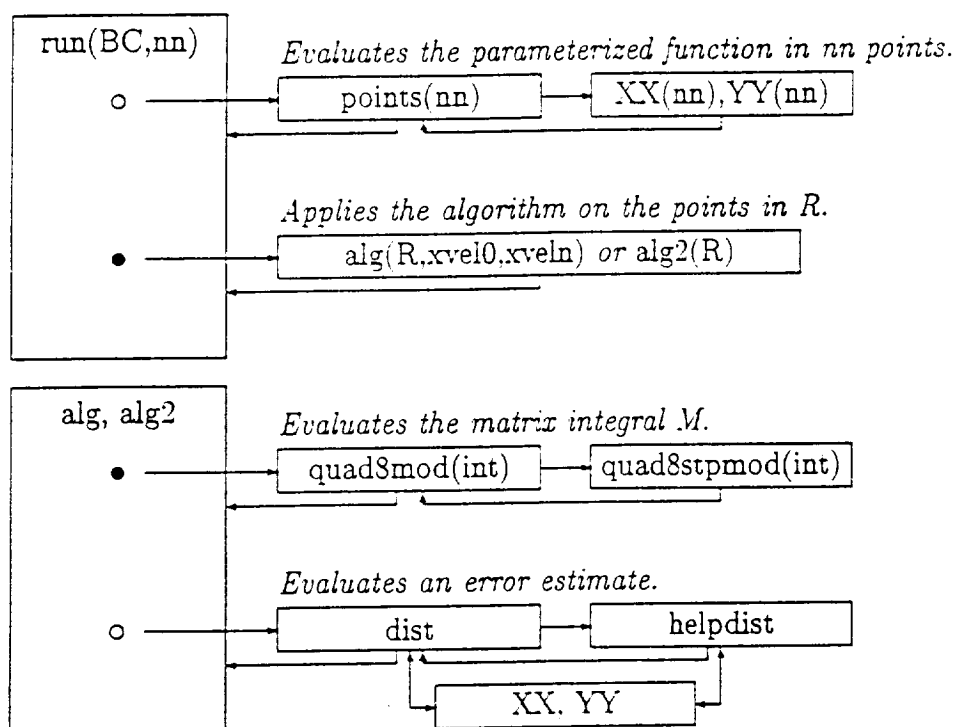 run(BC,nn)
Evaluates the parameterized function in nn points.
points(nn)
XX(nn),YY(nn)
Applies the algorithm on the points in R.
alg(R,xvel0,xveln) or alg2(R)
alg, alg2
Evaluates the matrix integral M.
quad8mod(int)
quad8stpmod(int)
Evaluates an error estimate.
dist
helpdist
XX, YY